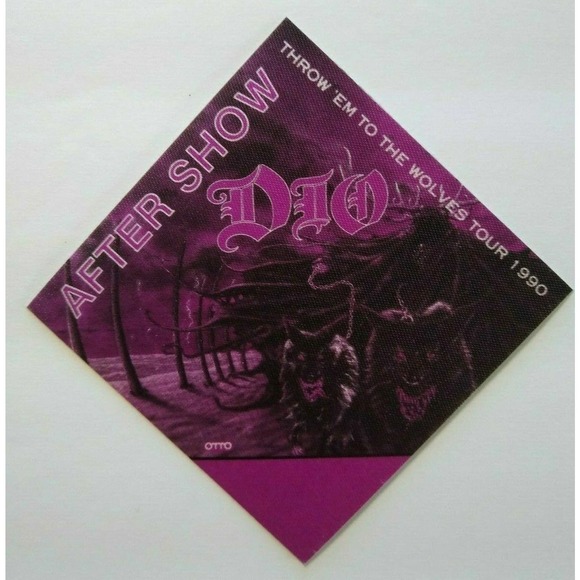 AFTER SHOW
THROW 'EM TO THE WOLVES TOUR 1990
DIO
OTTO